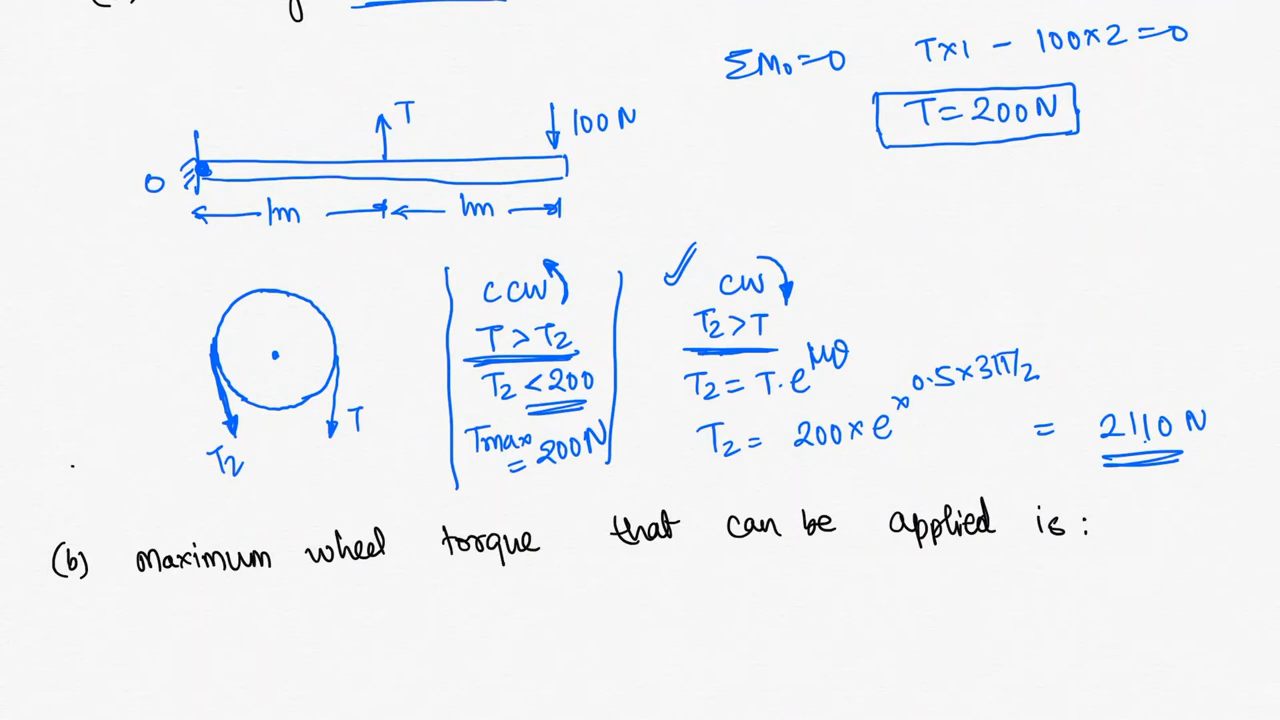 ΣM₀=0 T×1 - 100×2=0
T=200N
T
100N
O
1m 1m
CCW
T>T₂
T₂<200
Tmax = 200N
CW
T₂>T
T₂ = T.e^μθ
T₂ = 200×e^0.5×3π/2 = 2110 N
T₂
T
(b) maximum wheel torque that can be applied is: